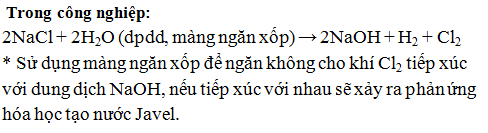 Trong công nghiệp:
2NaCl + 2H₂O (dpdd, màng ngăn xốp) → 2NaOH + H₂ + Cl₂
* Sử dụng màng ngăn xốp để ngăn không cho khí Cl₂ tiếp xúc
với dung dịch NaOH, nếu tiếp xúc với nhau sẽ xảy ra phản ứng
hóa học tạo nước Javel.